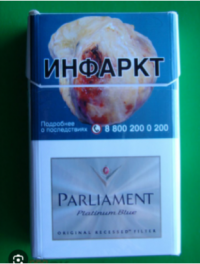 ИНФАРКТ
Подробнее
о последствиях
8 800 200 0 200
PARLIAMENT
Platinum Blue
ORIGINAL RECESSED FILTER